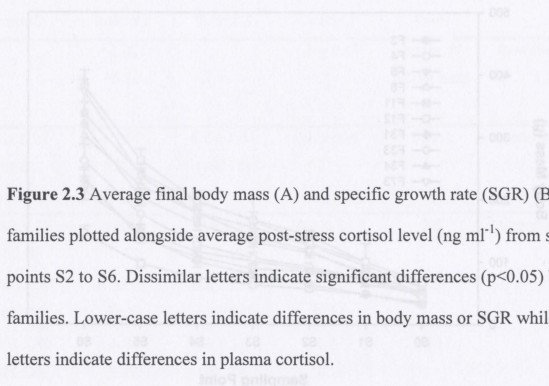 Figure 2.3 Average final body mass (A) and specific growth rate (SGR) (B
families plotted alongside average post-stress cortisol level (ng ml⁻¹) from s
points S2 to S6. Dissimilar letters indicate significant differences (p<0.05)
families. Lower-case letters indicate differences in body mass or SGR whil
letters indicate differences in plasma cortisol.